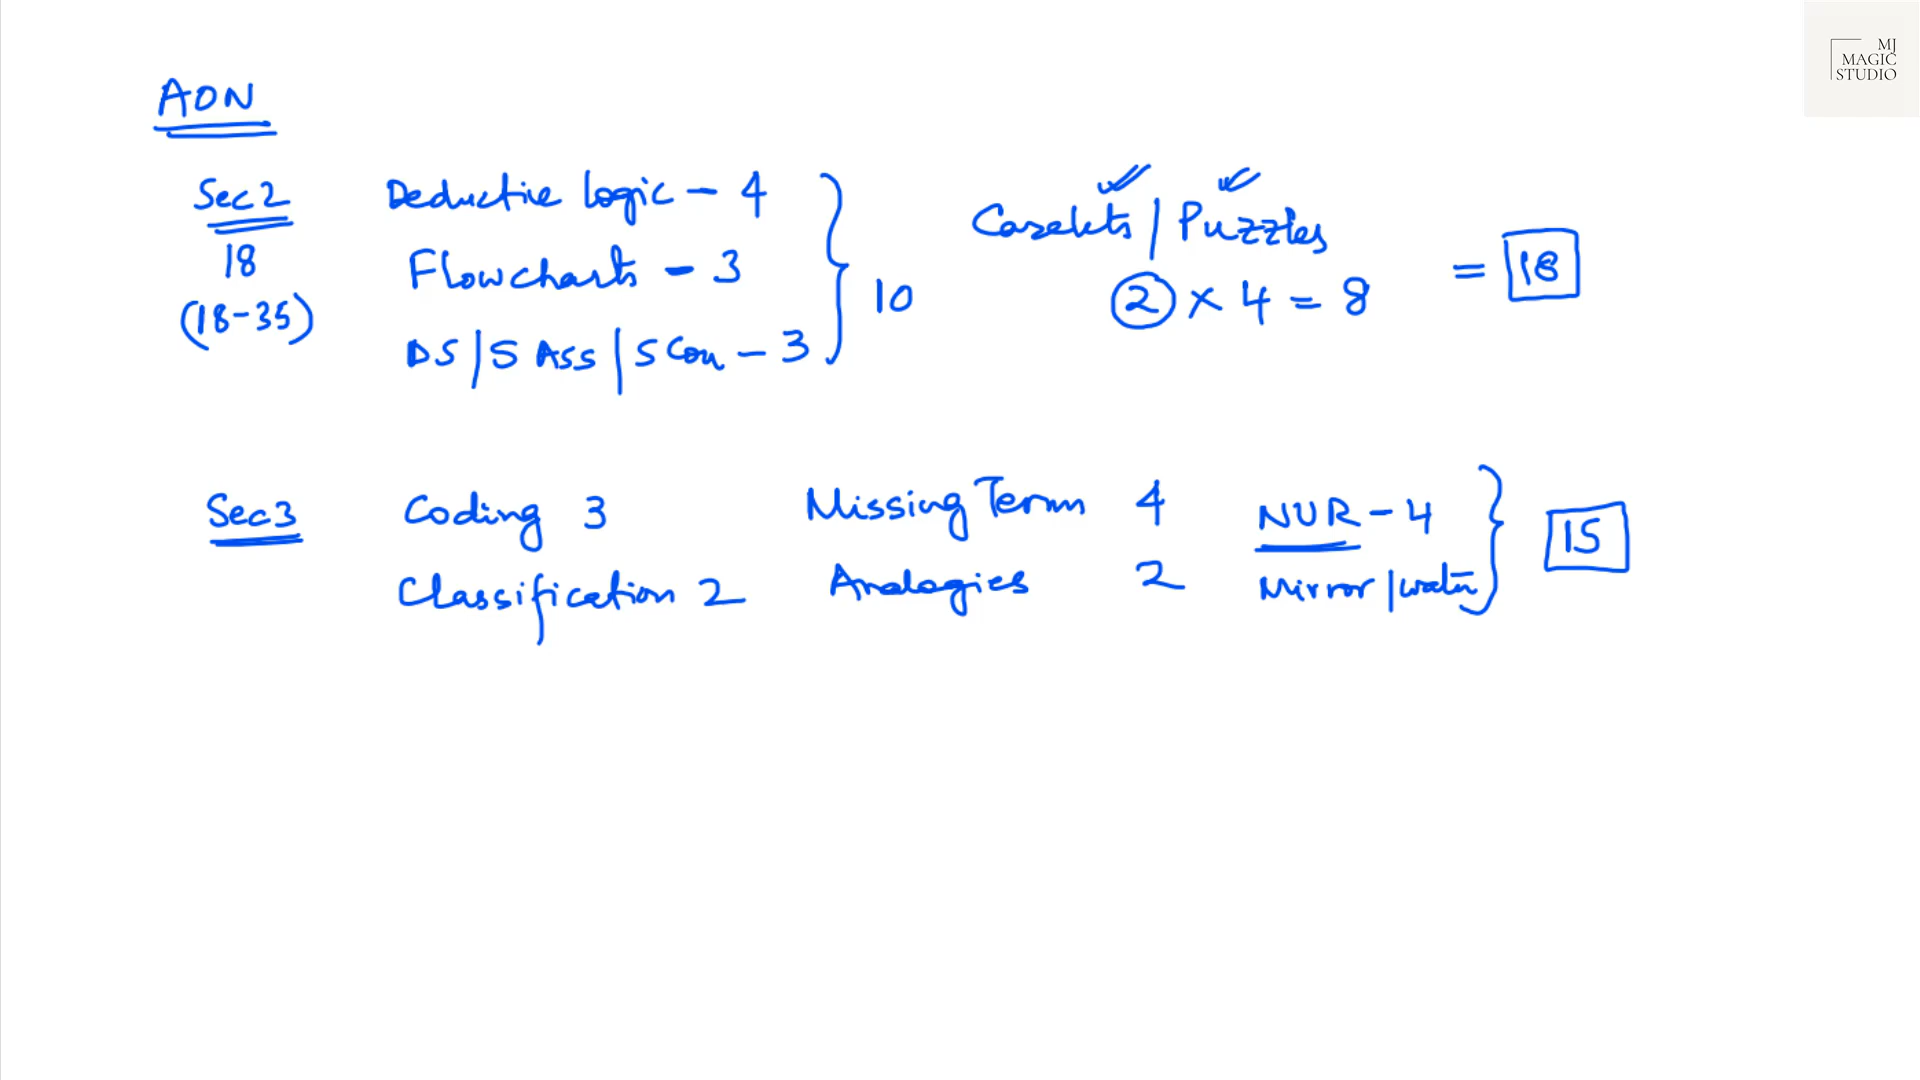 MJ
MAGIC
STUDIO
AON
Sec 2 Deductive logic - 4
18 Flowcharts - 3
(18-35) DS | S Ass | S Con - 3
10
Caselets | Puzzles
2 x 4 = 8
= 18
Sec 3 Coding 3 Missing Term 4 NVR - 4
Classification 2 Analogies 2 Mirror | water
15